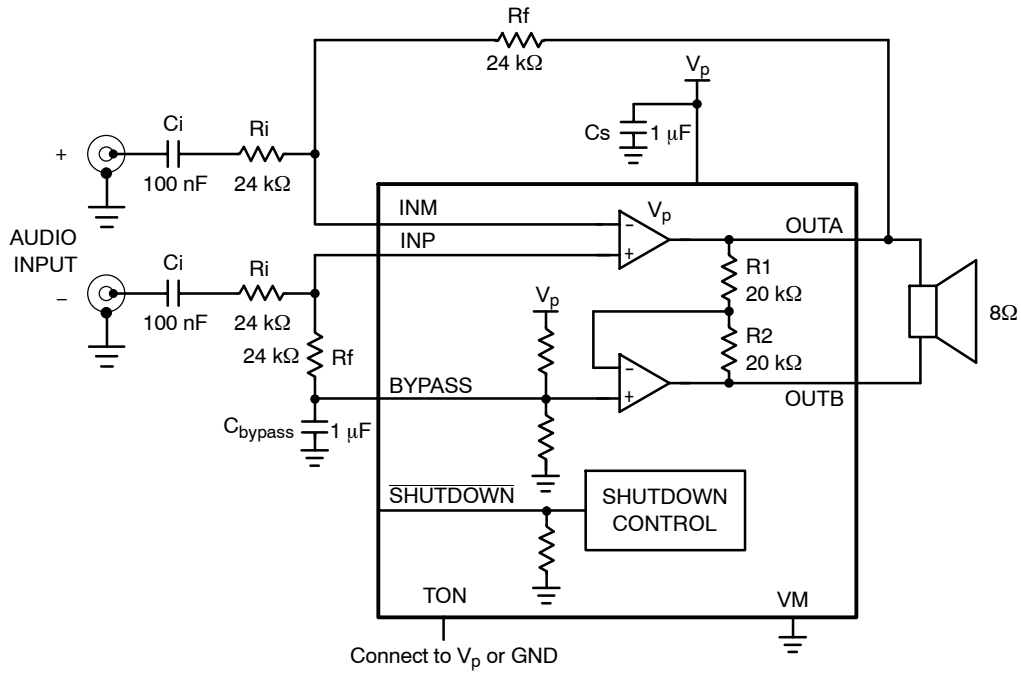 Rf
24 kΩ
Vp
Cs
1 μF
Ci
Ri
+
100 nF
24 kΩ
AUDIO
INPUT
INM
INP
Vp
−
+
OUTA
R1
20 kΩ
Ci
Ri
−
100 nF
24 kΩ
Vp
8Ω
R2
20 kΩ
24 kΩ
Rf
−
+
BYPASS
OUTB
Cbypass
1 μF
SHUTDOWN
SHUTDOWN
CONTROL
TON
VM
Connect to Vp or GND